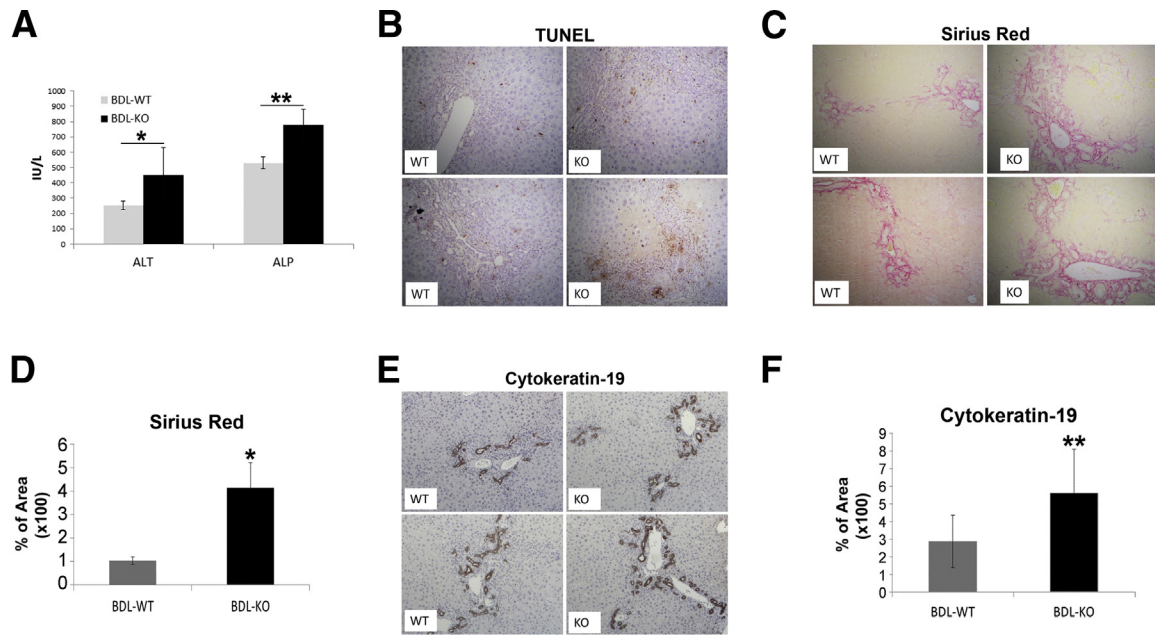 A
BDL-WT
BDL-KO
IU/L
1000
900
800
700
600
500
400
300
200
100
0
*
**
ALT
ALP
B
TUNEL
WT
KO
WT
KO
C
Sirius Red
WT
KO
WT
KO
D
Sirius Red
% of Area
(x100)
6
5
4
3
2
1
0
*
BDL-WT
BDL-KO
E
Cytokeratin-19
WT
KO
WT
KO
F
Cytokeratin-19
% of Area
(x100)
9
8
7
6
5
4
3
2
1
0
**
BDL-WT
BDL-KO